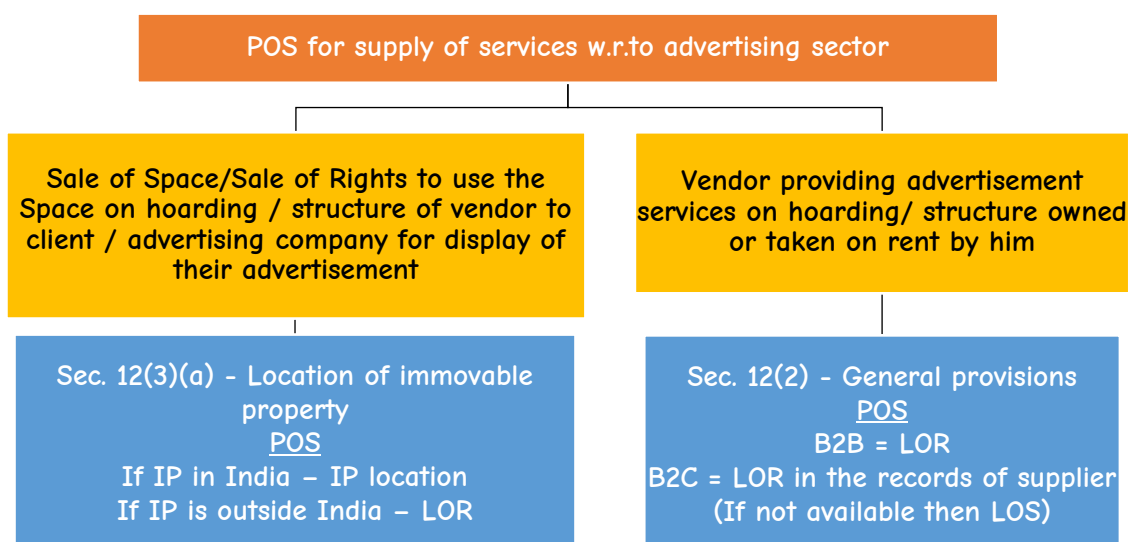 POS for supply of services w.r.to advertising sector
Sale of Space/Sale of Rights to use the
Space on hoarding / structure of vendor to
client / advertising company for display of
their advertisement
Vendor providing advertisement
services on hoarding/ structure owned
or taken on rent by him
Sec. 12(3)(a) - Location of immovable
property
POS
If IP in India – IP location
If IP is outside India – LOR
Sec. 12(2) - General provisions
POS
B2B = LOR
B2C = LOR in the records of supplier
(If not available then LOS)